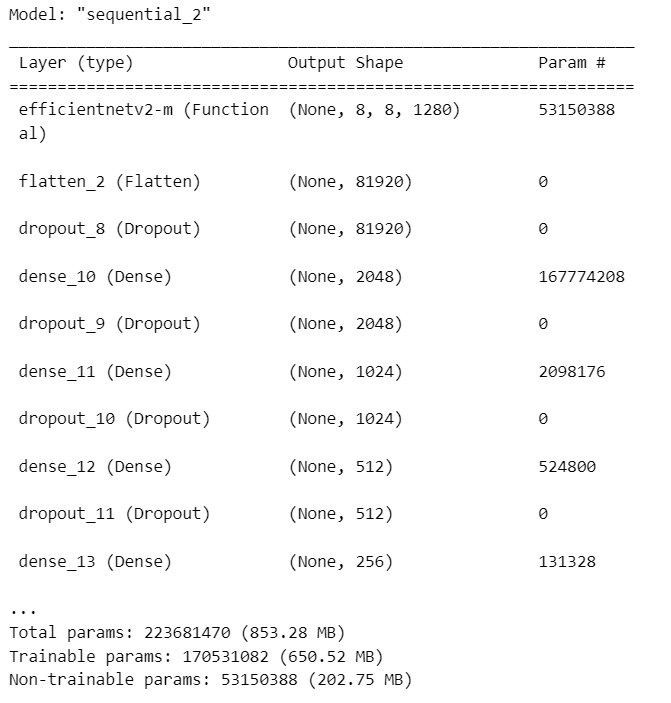 Model: "sequential_2"
_________________________________________________________________
Layer (type) Output Shape Param #
=================================================================
efficientnetv2-m (Function (None, 8, 8, 1280) 53150388
al)
flatten_2 (Flatten) (None, 81920) 0
dropout_8 (Dropout) (None, 81920) 0
dense_10 (Dense) (None, 2048) 167774208
dropout_9 (Dropout) (None, 2048) 0
dense_11 (Dense) (None, 1024) 2098176
dropout_10 (Dropout) (None, 1024) 0
dense_12 (Dense) (None, 512) 524800
dropout_11 (Dropout) (None, 512) 0
dense_13 (Dense) (None, 256) 131328
...
Total params: 223681470 (853.28 MB)
Trainable params: 170531082 (650.52 MB)
Non-trainable params: 53150388 (202.75 MB)